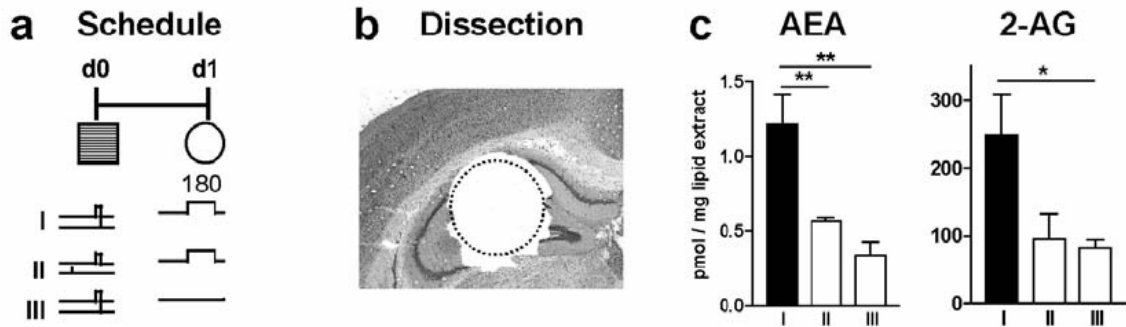 a Schedule
d0 d1
180
I
II
III
b Dissection
c AEA
pmol / mg lipid extract
**
**
1.5
1.0
0.5
0.0
I II III
2-AG
*
300
200
100
0
I II III